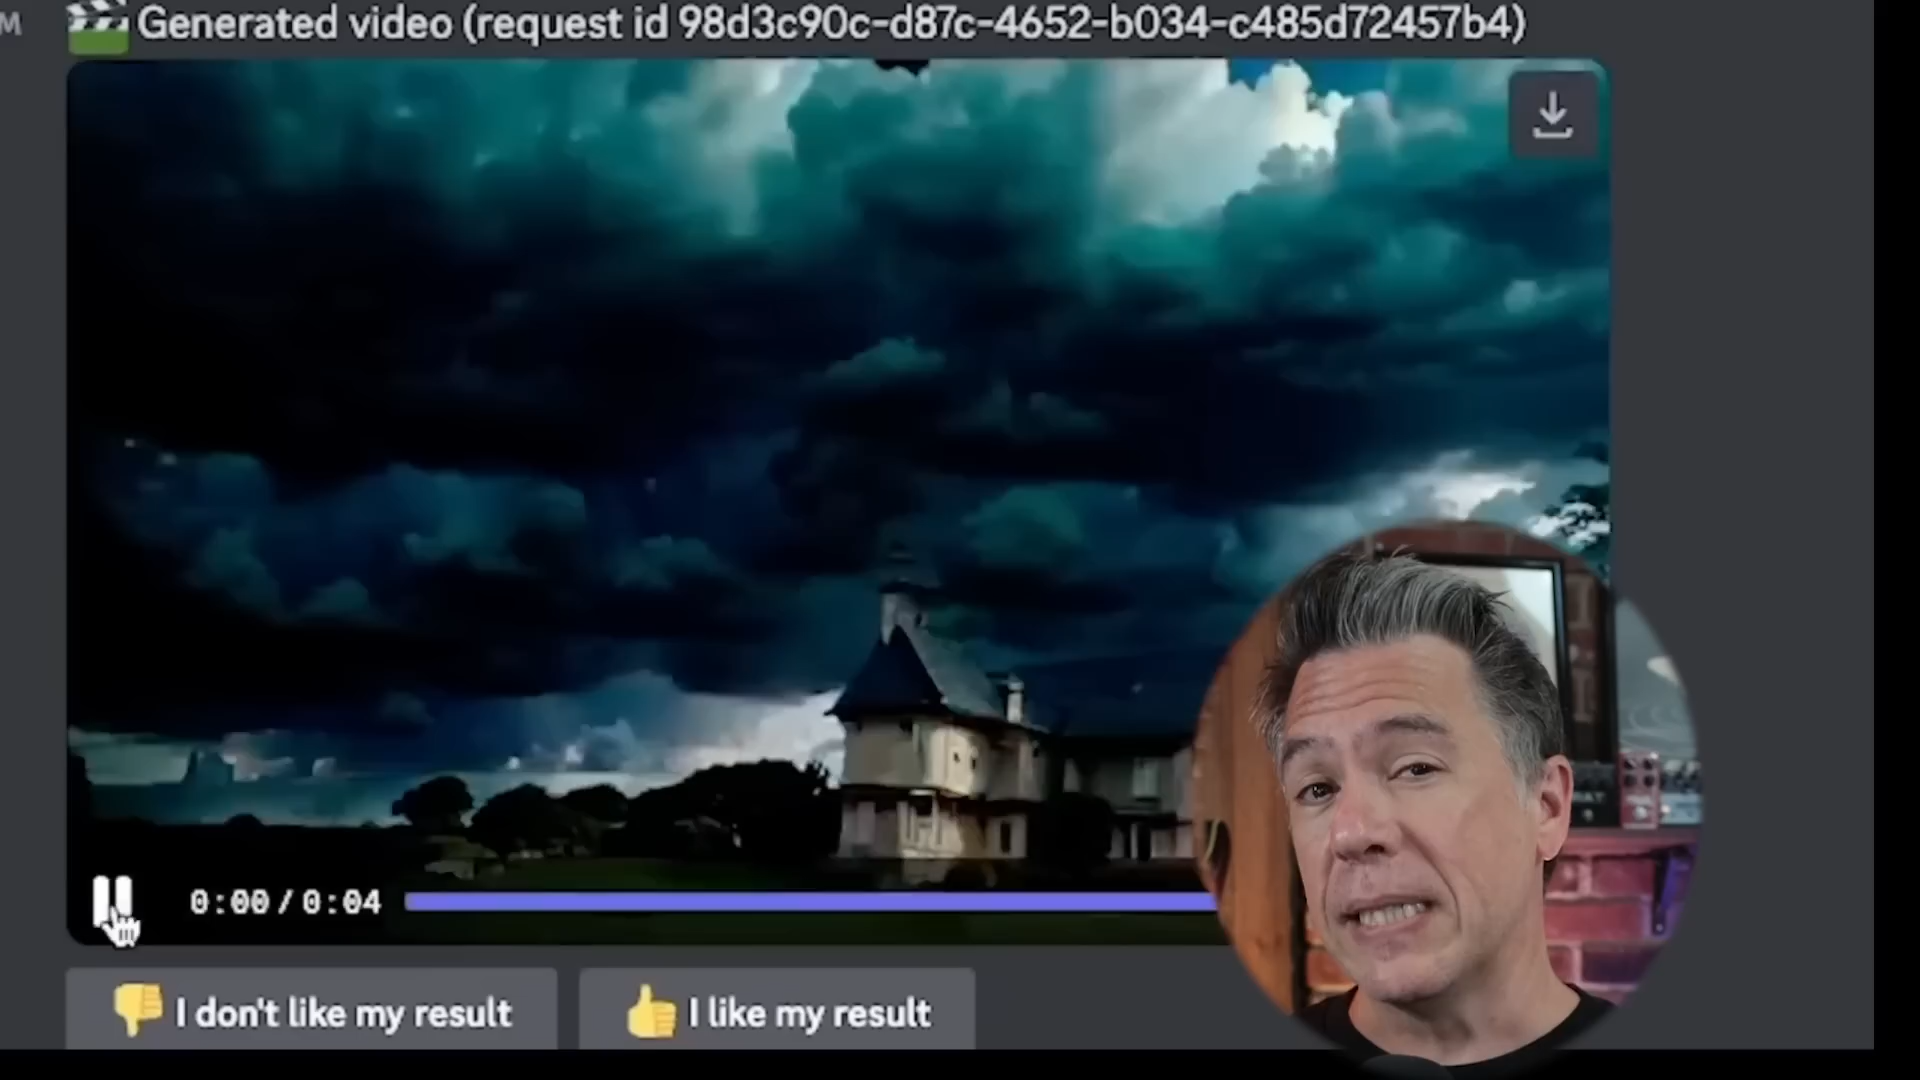 M
Generated video (request id 98d3c90c-d87c-4652-b034-c485d72457b4)
0:00 / 0:04
I don't like my result
I like my result